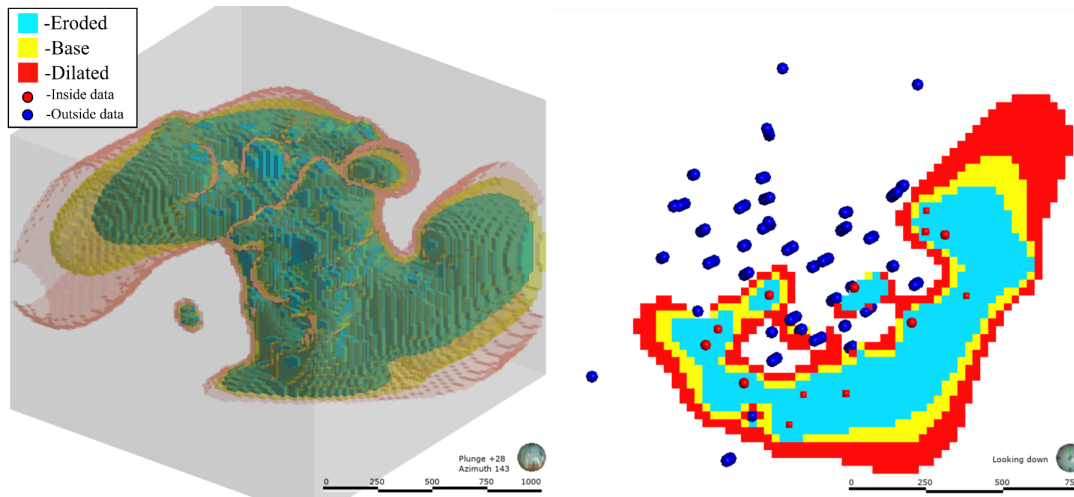 -Eroded
-Base
-Dilated
-Inside data
-Outside data
Plunge +28
Azimuth 143
0 250 500 750 1000
Looking down
0 250 500 75